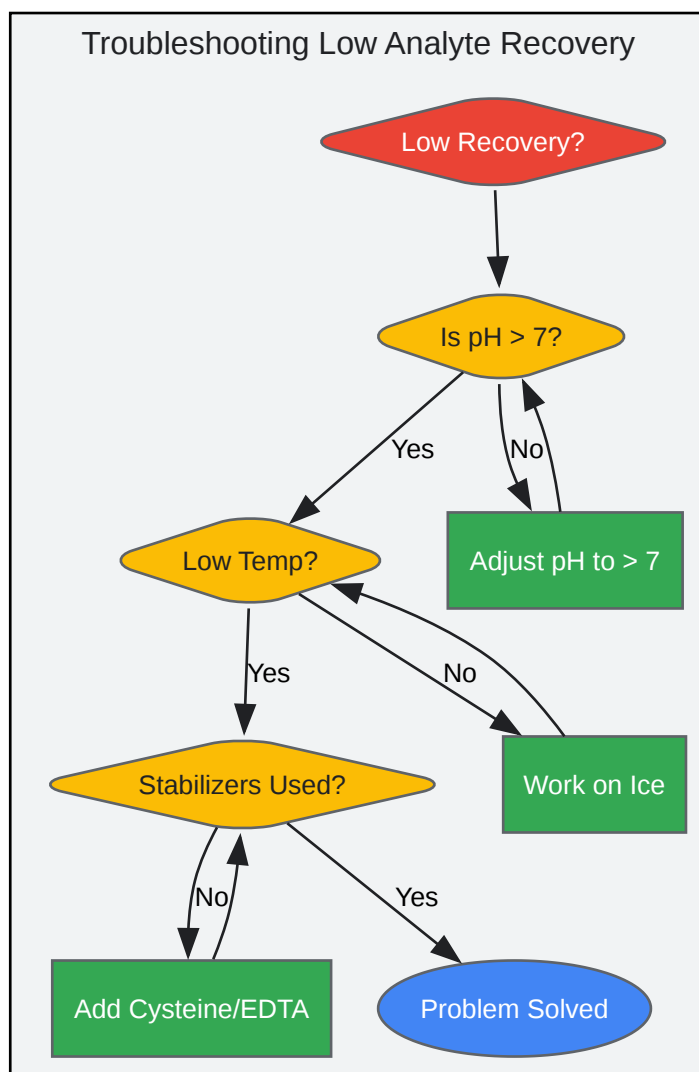 Troubleshooting Low Analyte Recovery
Low Recovery?
Is pH > 7?
Yes
No
Low Temp?
Adjust pH to > 7
Yes
No
Stabilizers Used?
Work on Ice
No
Yes
Add Cysteine/EDTA
Problem Solved